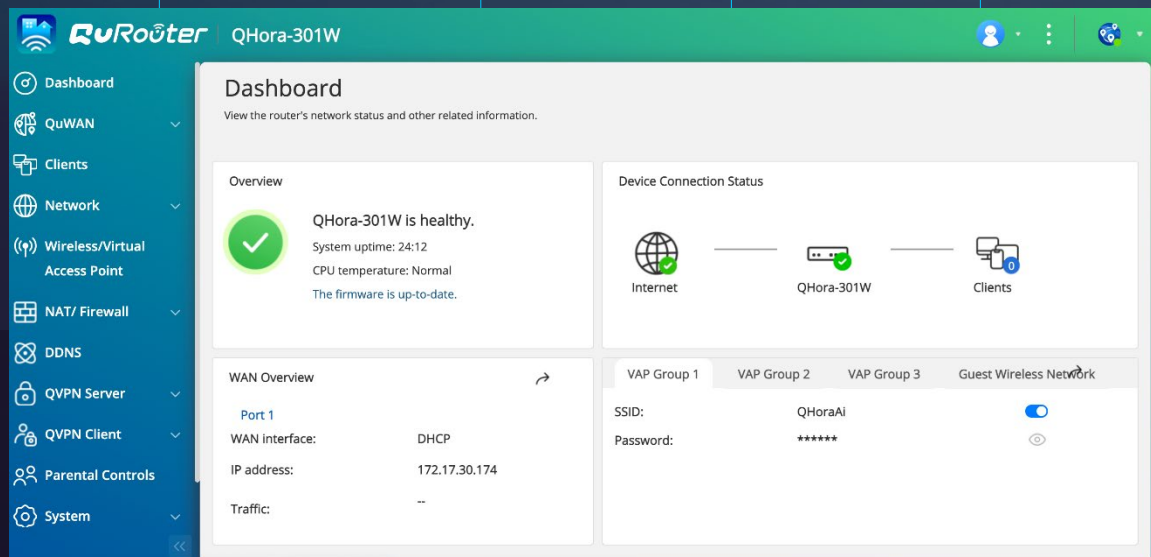 QuRoôter QHora-301W
Dashboard
QuWAN
Clients
Network
Wireless/Virtual
Access Point
NAT/ Firewall
DDNS
QVPN Server
QVPN Client
Parental Controls
System
Dashboard
View the router's network status and other related information.
Overview
QHora-301W is healthy.
System uptime: 24:12
CPU temperature: Normal
The firmware is up-to-date.
Device Connection Status
Internet
QHora-301W
0
Clients
WAN Overview
Port 1
WAN interface: DHCP
IP address: 172.17.30.174
Traffic: --
VAP Group 1 VAP Group 2 VAP Group 3 Guest Wireless Network
SSID: QHoraAi
Password: ******